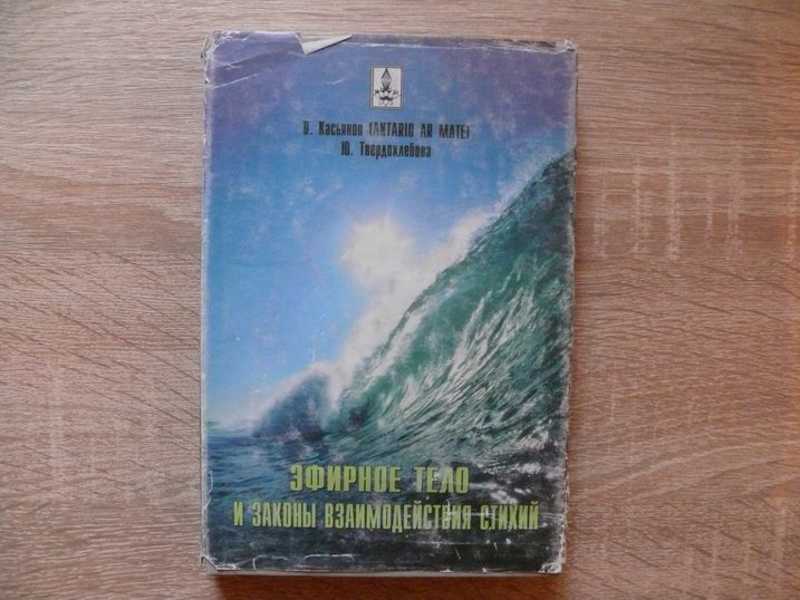 В. Касьянов (ANTARIO AR MATE)
Ю. Твердохлебова
ЭФИРНОЕ ТЕЛО
И ЗАКОНЫ ВЗАИМОДЕЙСТВИЯ СТИХИЙ